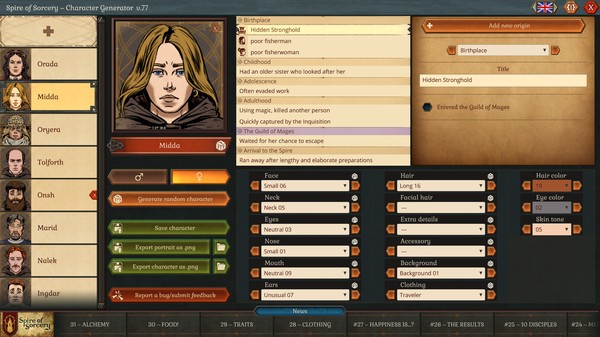 Spire of Sorcery – Character Generator v.77
Orada
Midda
Oryera
Tolforth
Onsh
Marid
Nalek
Ingdar
Midda
Generate random character
Save character
Export portrait as .png
Export character as .png
Report a bug/submit feedback
Birthplace
Hidden Stronghold
poor fisherman
poor fisherwoman
Childhood
Had an older sister who looked after her
Adolescence
Often evaded work
Adulthood
Using magic, killed another person
Quickly captured by the Inquisition
The Guild of Mages
Waited for her chance to escape
Arrival to the Spire
Ran away after lengthy and elaborate preparations
Add new origin
Birthplace
Title
Hidden Stronghold
Entered the Guild of Mages
Face
Small 06
Neck
Neck 05
Eyes
Neutral 03
Nose
Small 01
Mouth
Neutral 09
Ears
Unusual 07
Hair
Long 16
Facial hair
—
Extra details
—
Accessory
—
Background
Background 01
Clothing
Traveler
Hair color
18
Eye color
02
Skin tone
05
News
Spire of Sorcery
31 – ALCHEMY
30 – FOOD!
29 – TRAITS
28 – CLOTHING
#27 – HAPPINESS IS..?
#26 – THE RESULTS
#25 – 10 DISCIPLES
#24 –